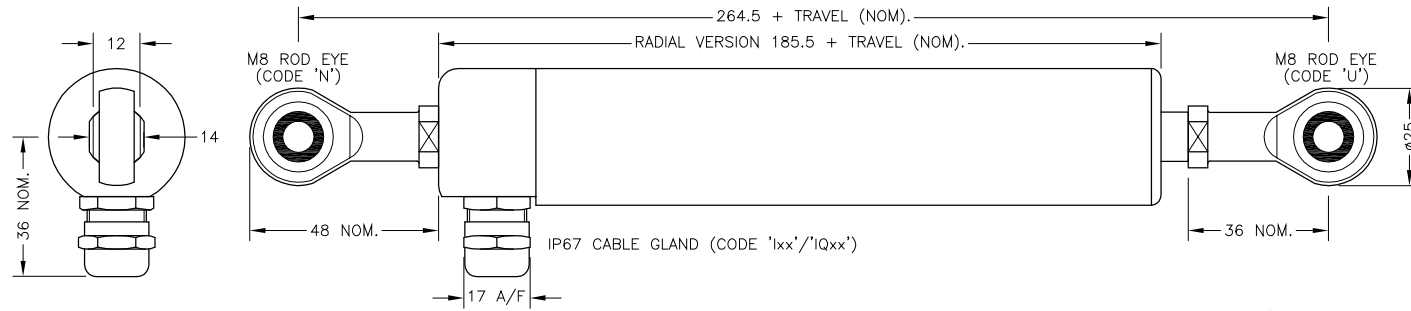 264.5 + TRAVEL (NOM).
RADIAL VERSION 185.5 + TRAVEL (NOM).
12
M8 ROD EYE
(CODE 'N')
M8 ROD EYE
(CODE 'U')
14
36 NOM.
ø25
48 NOM.
IP67 CABLE GLAND (CODE 'Ixx'/'IQxx')
36 NOM.
17 A/F